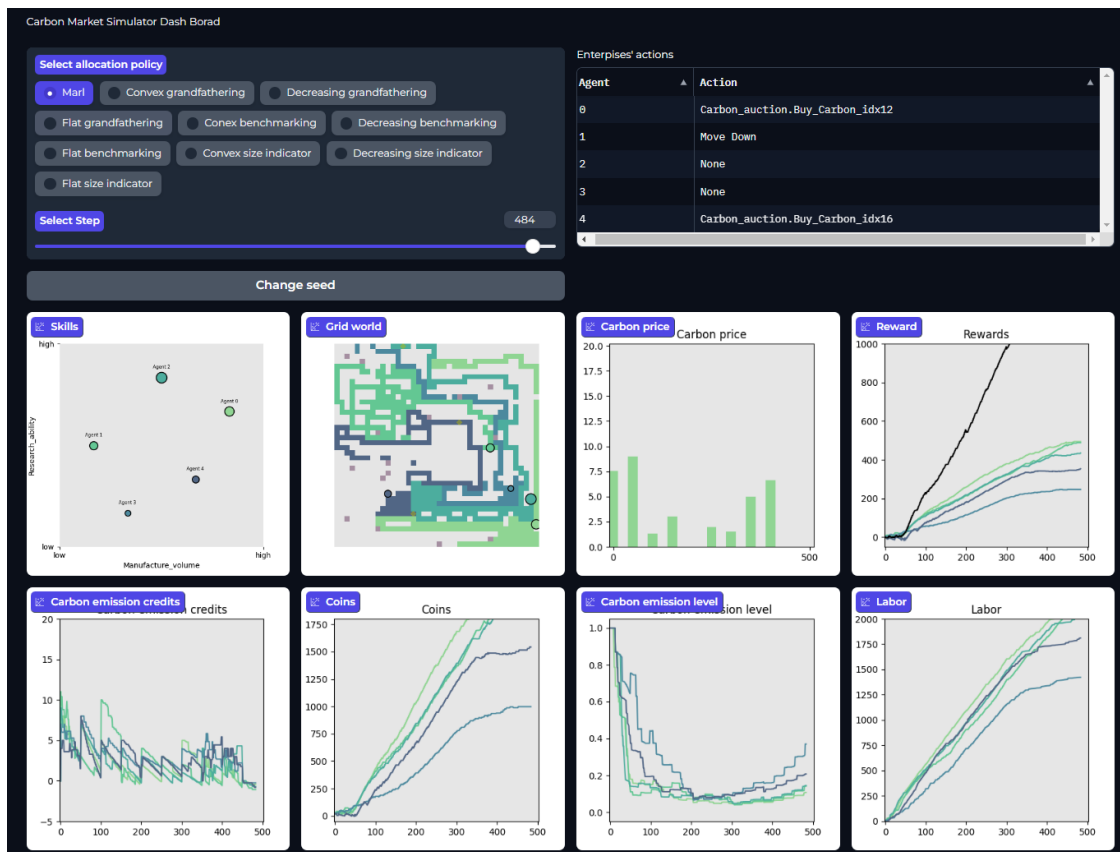 Carbon Market Simulator Dash Borad
Select allocation policy
Marl
Convex grandfathering
Decreasing grandfathering
Flat grandfathering
Conex benchmarking
Decreasing benchmarking
Flat benchmarking
Convex size indicator
Decreasing size indicator
Flat size indicator
Select Step
484
Change seed
Enterpises' actions
Agent
Action
0
Carbon_auction.Buy_Carbon_idx12
1
Move Down
2
None
3
None
4
Carbon_auction.Buy_Carbon_idx16
Skills
high
Agent 2
Agent 0
Agent 4
Agent 3
Research_ability
low
low
high
Manufacture_volume
Grid world
Carbon price
Carbon price
20.0
17.5
15.0
12.5
10.0
7.5
5.0
2.5
0.0
0
500
Reward
Rewards
1000
800
600
400
200
0
0
100
200
300
400
500
Carbon emission credits
20
15
10
5
0
−5
0
100
200
300
400
500
Coins
Coins
1750
1500
1250
1000
750
500
250
0
0
100
200
300
400
500
Carbon emission level
1.0
0.8
0.6
0.4
0.2
0.0
0
100
200
300
400
500
Labor
Labor
2000
1750
1500
1250
1000
750
500
250
0
0
100
200
300
400
500